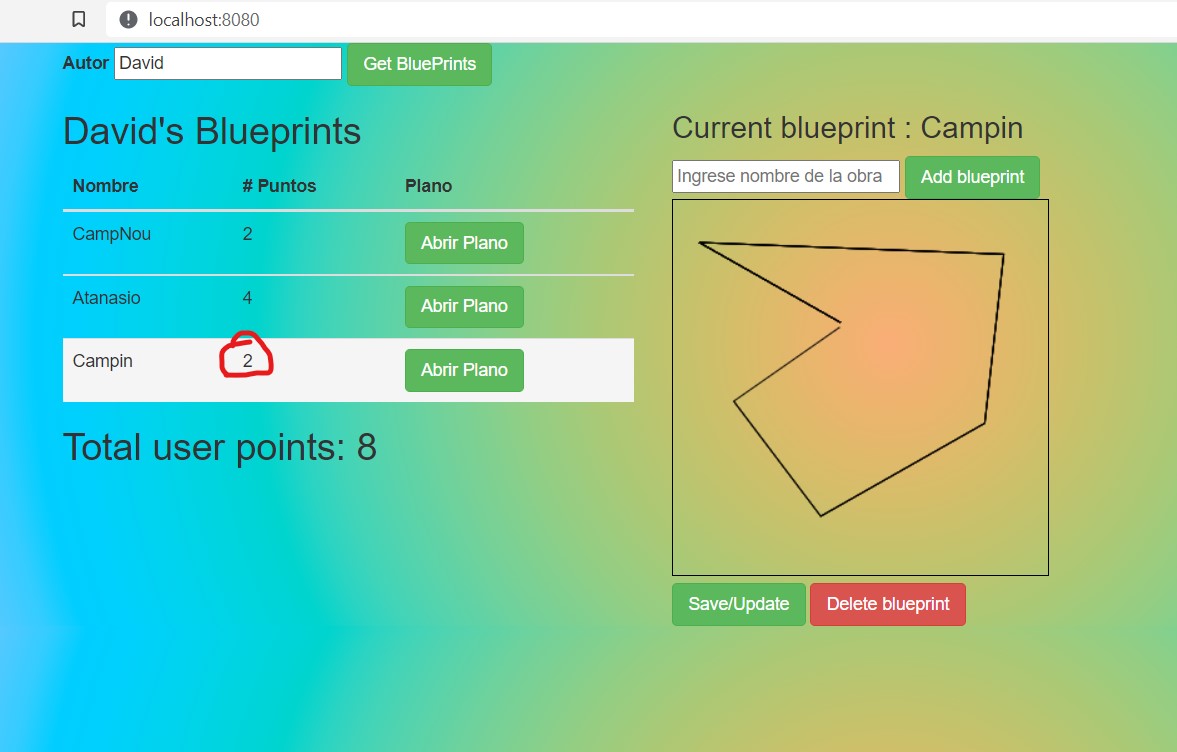 localhost:8080
Autor David Get BluePrints
David's Blueprints
Nombre # Puntos Plano
CampNou 2 Abrir Plano
Atanasio 4 Abrir Plano
Campin 2 Abrir Plano
Total user points: 8
Current blueprint : Campin
Ingrese nombre de la obra Add blueprint
Save/Update Delete blueprint